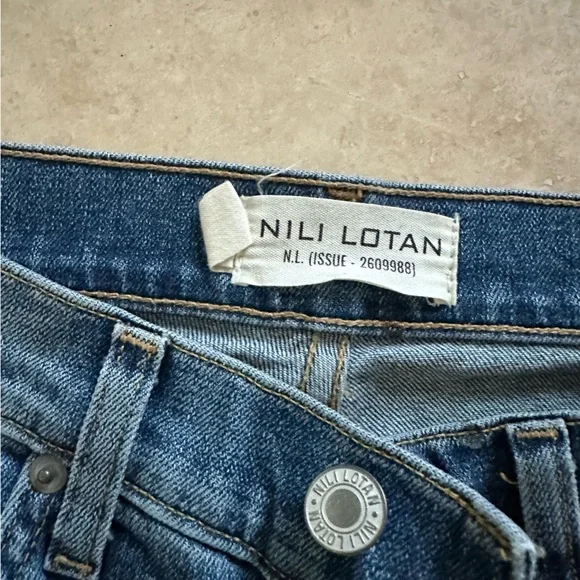 NILI LOTAN
N.L. (ISSUE - 2609988)
NILI LOTAN
NILI LOTAN